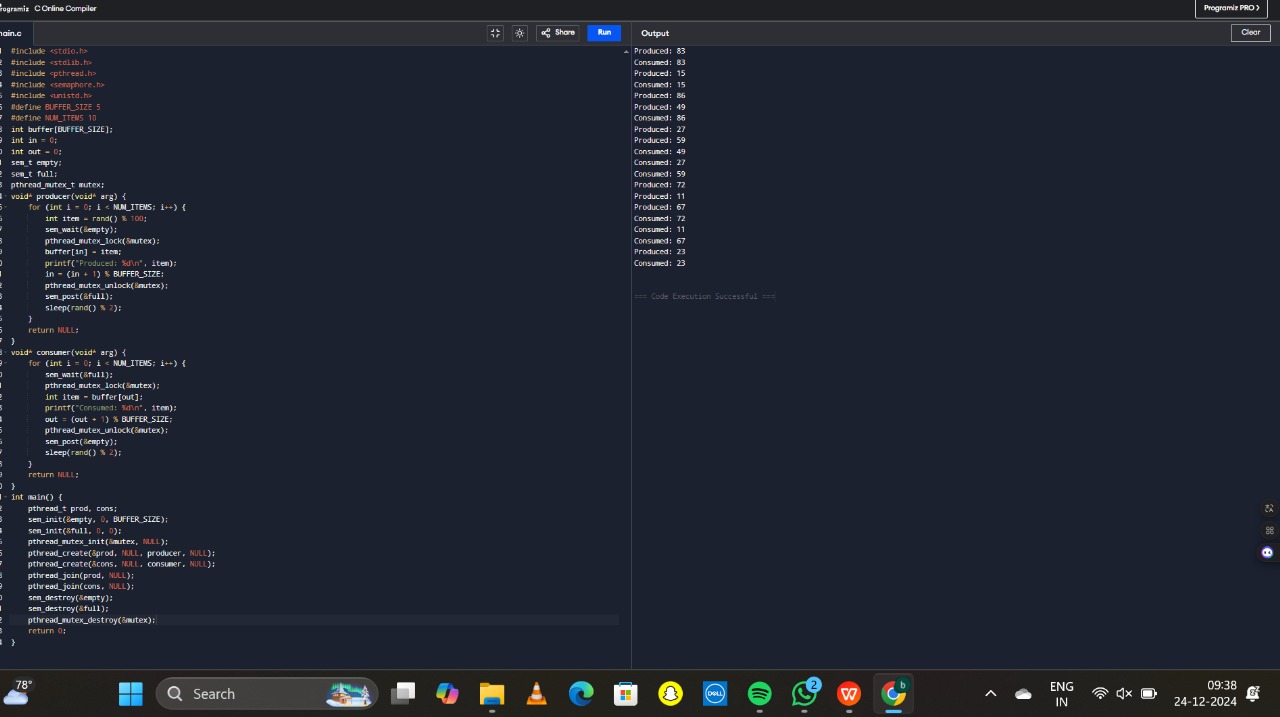 Programiz C Online Compiler
Programiz PRO >
main.c
Share
Run
Output
Clear
#include <stdio.h>
#include <stdlib.h>
#include <pthread.h>
#include <semaphore.h>
#include <unistd.h>
#define BUFFER_SIZE 5
#define NUM_ITEMS 10
int buffer[BUFFER_SIZE];
int in = 0;
int out = 0;
sem_t empty;
sem_t full;
pthread_mutex_t mutex;
void* producer(void* arg) {
for (int i = 0; i < NUM_ITEMS; i++) {
int item = rand() % 100;
sem_wait(&empty);
pthread_mutex_lock(&mutex);
buffer[in] = item;
printf("Produced: %d\n", item);
in = (in + 1) % BUFFER_SIZE;
pthread_mutex_unlock(&mutex);
sem_post(&full);
sleep(rand() % 2);
}
return NULL;
}
void* consumer(void* arg) {
for (int i = 0; i < NUM_ITEMS; i++) {
sem_wait(&full);
pthread_mutex_lock(&mutex);
int item = buffer[out];
printf("Consumed: %d\n", item);
out = (out + 1) % BUFFER_SIZE;
pthread_mutex_unlock(&mutex);
sem_post(&empty);
sleep(rand() % 2);
}
return NULL;
}
int main() {
pthread_t prod, cons;
sem_init(&empty, 0, BUFFER_SIZE);
sem_init(&full, 0, 0);
pthread_mutex_init(&mutex, NULL);
pthread_create(&prod, NULL, producer, NULL);
pthread_create(&cons, NULL, consumer, NULL);
pthread_join(prod, NULL);
pthread_join(cons, NULL);
sem_destroy(&empty);
sem_destroy(&full);
pthread_mutex_destroy(&mutex);
return 0;
}
Produced: 83
Consumed: 83
Produced: 15
Consumed: 15
Produced: 86
Produced: 49
Consumed: 86
Produced: 27
Produced: 59
Consumed: 49
Consumed: 27
Consumed: 59
Produced: 72
Produced: 11
Produced: 67
Consumed: 72
Consumed: 11
Consumed: 67
Produced: 23
Consumed: 23
=== Code Execution Successful ===
78°
Search
DELL
2
W
b
ENG
IN
09:38
24-12-2024